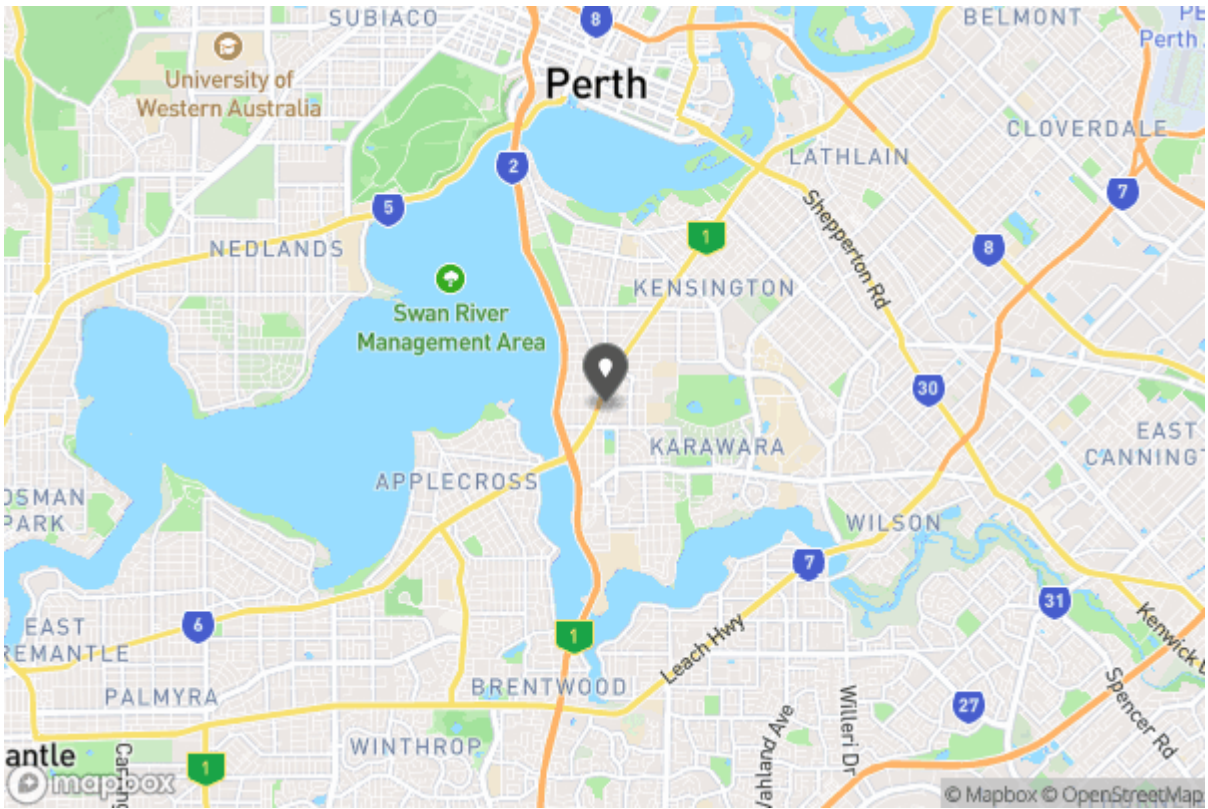 SUBIACO
8
BELMONT
PE
Perth
University of
Western Australia
Perth
CLOVERDALE
LATHLAIN
2
7
5
Shepperton Rd
NEDLANDS
1
8
KENSINGTON
Swan River
Management Area
30
KARAWARA
EAST
CANNINGT
APPLECROSS
OSMAN
PARK
WILSON
7
31
EAST
REMANTLE
6
1
Leach Hwy
Kenwick
PALMYRA
BRENTWOOD
Spencer Rd
27
Willeri Dr
Vahland Ave
WINTHROP
antle
1
mapbox
© Mapbox © OpenStreetMap